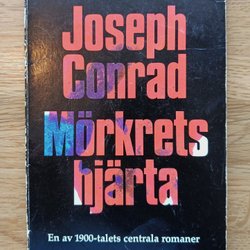 Joseph
Conrad
Mörkrets
hjärta
En av 1900-talets centrala romaner